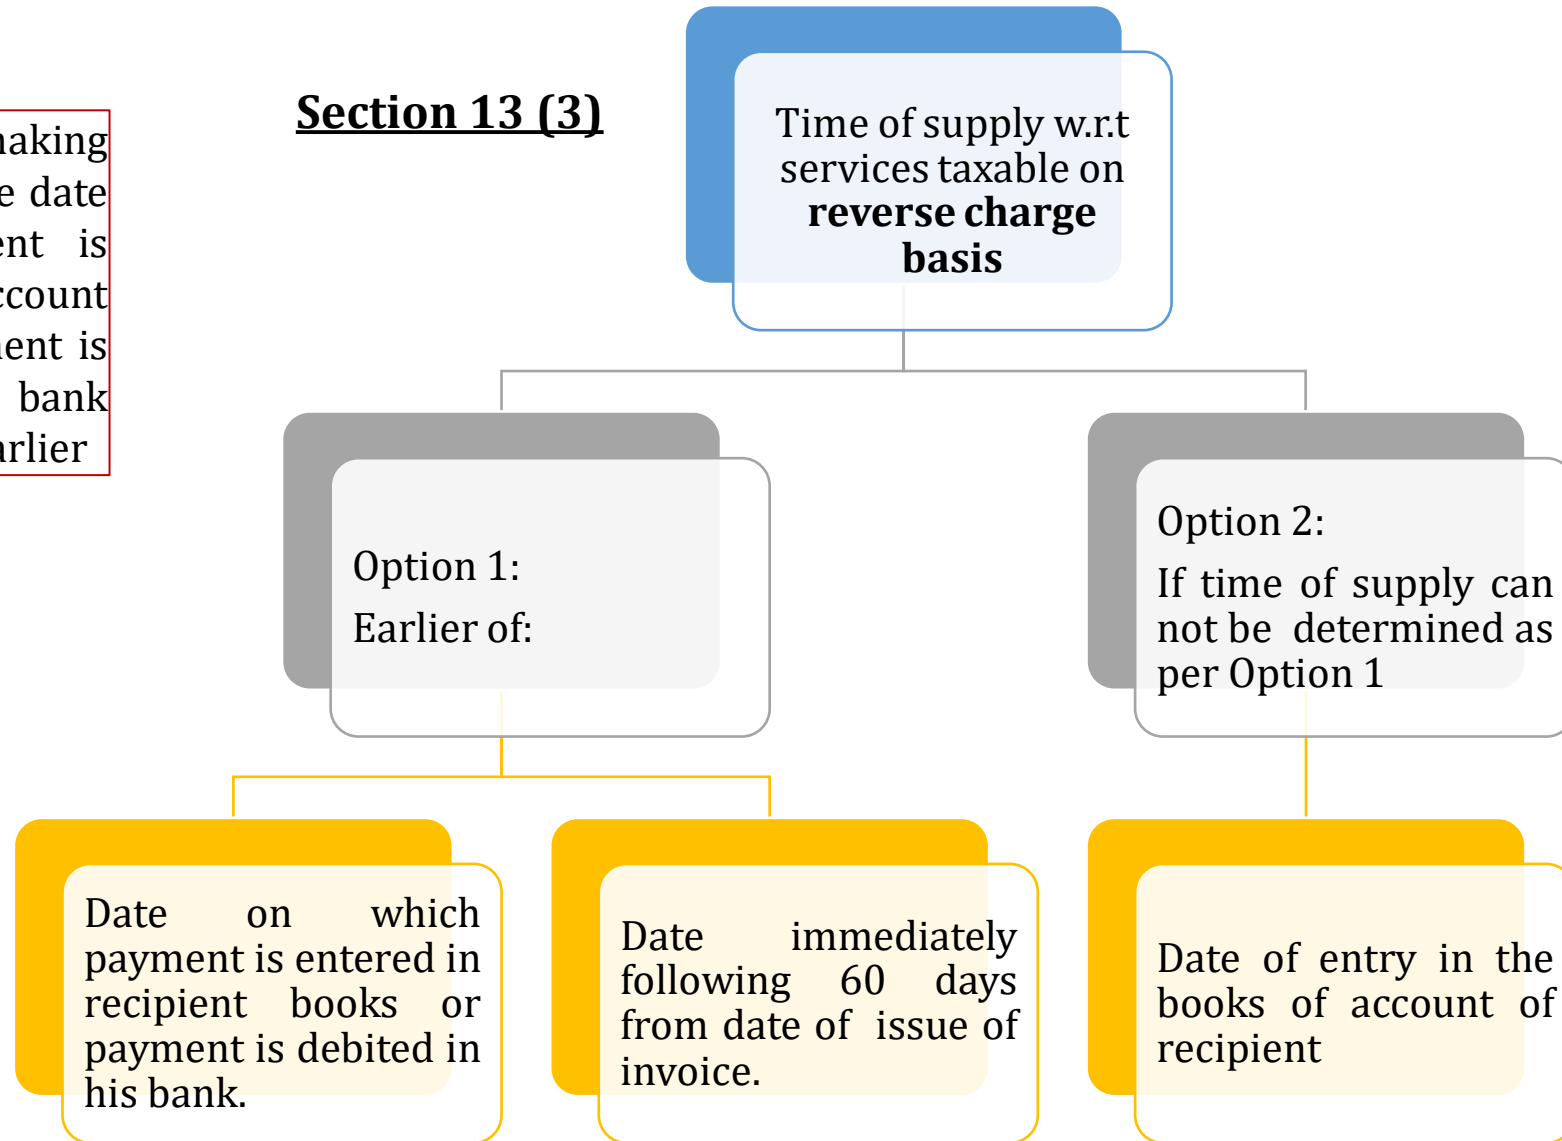 Section 13 (3)
Time of supply w.r.t
services taxable on
reverse charge
basis
e date
ent is
ent is
bank
Option 1:
Earlier of:
Option 2:
If time of supply can
not be determined as
per Option 1
Date on which
payment is entered in
recipient books or
payment is debited in
his bank.
Date immediately
following 60 days
from date of issue of
invoice.
Date of entry in the
books of account of
recipient